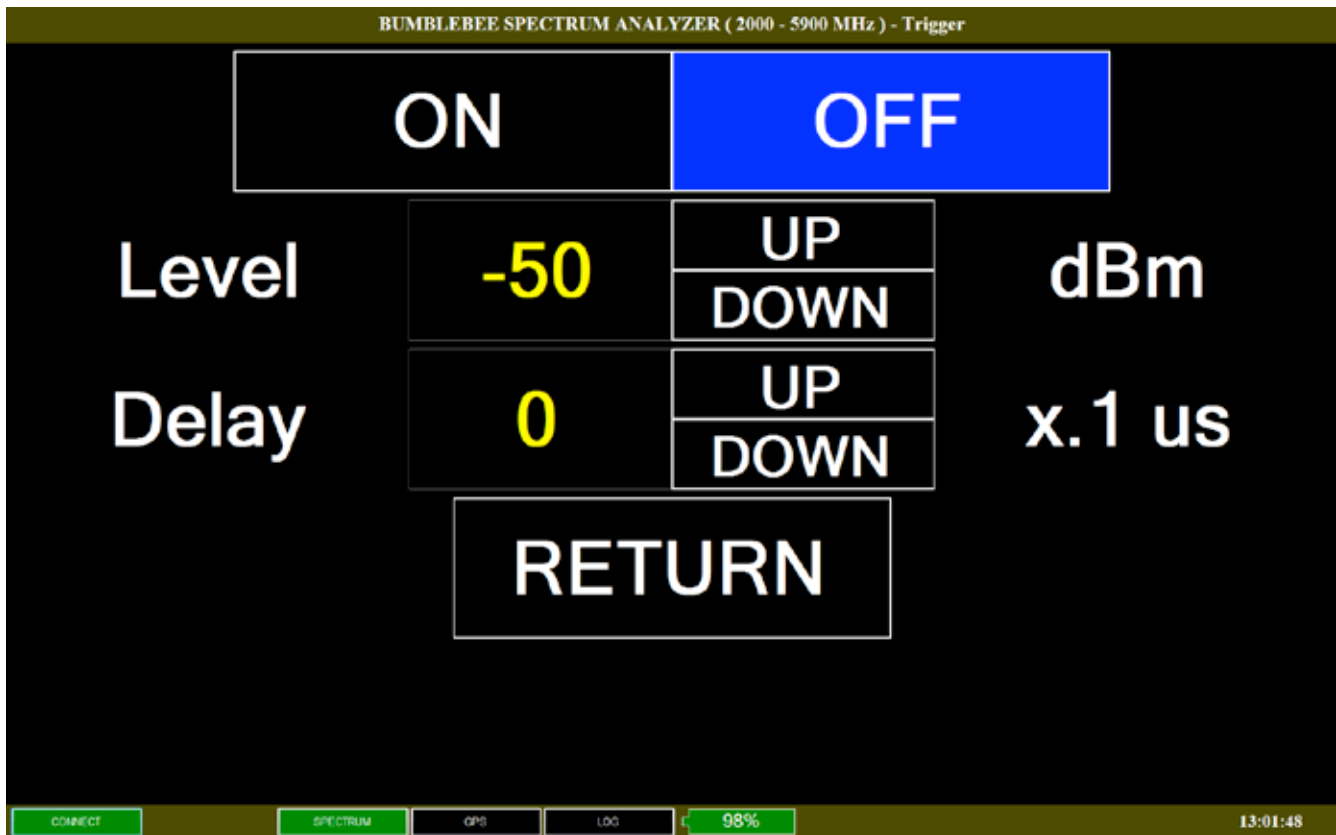 BUMBLEBEE SPECTRUM ANALYZER ( 2000 - 5900 MHz ) - Trigger
ON OFF
Level -50 UP DOWN dBm
Delay 0 UP DOWN x.1 us
RETURN
CONNECT SPECTRUM GPS LOG 98% 13:01:48